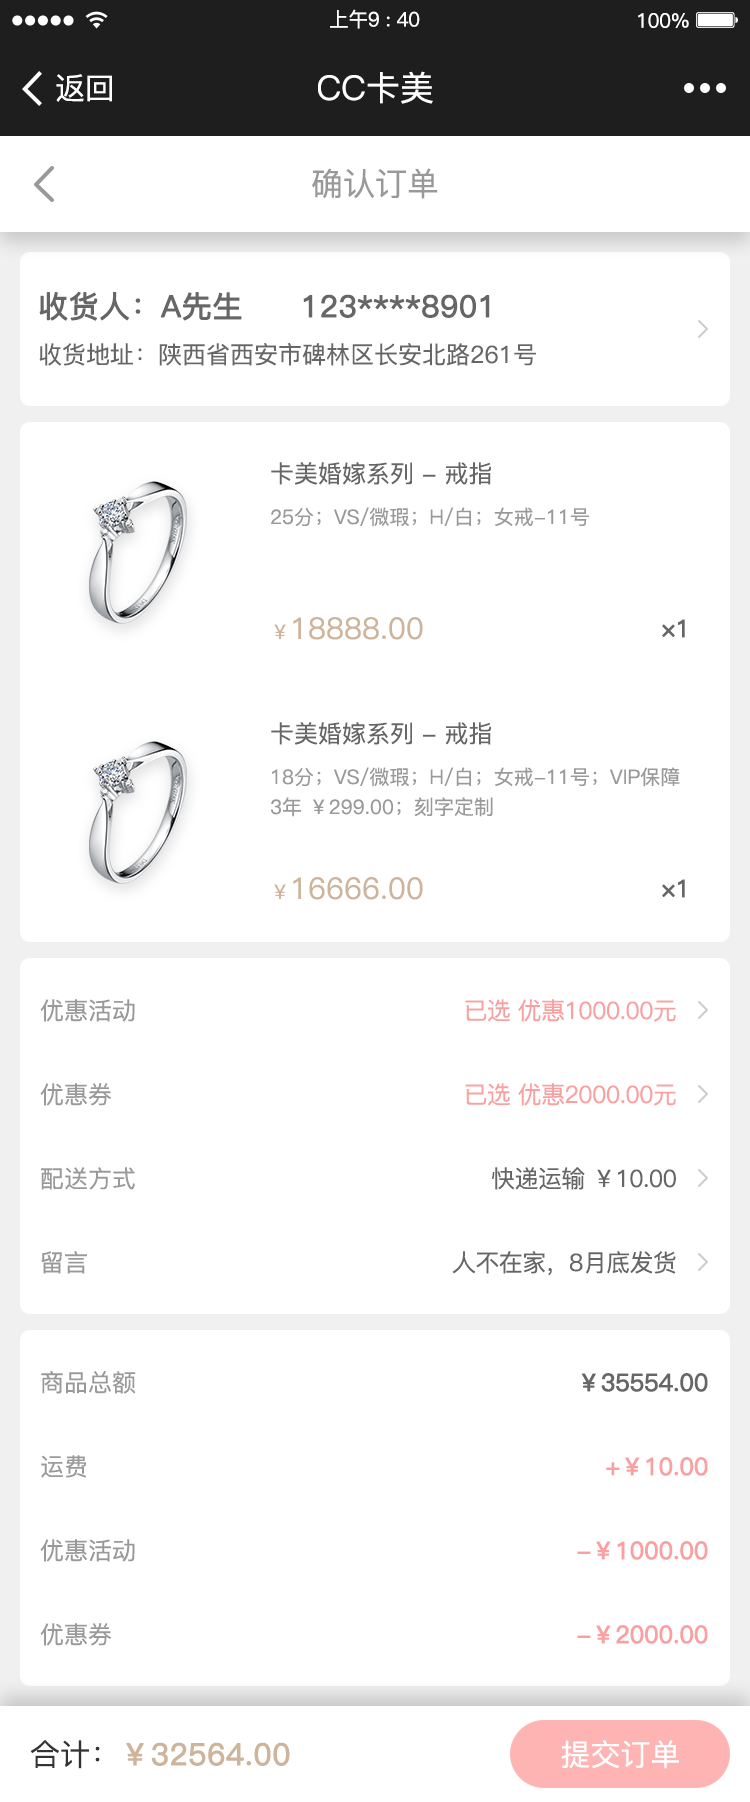 上午9：40
100%
返回
CC卡美
确认订单
收货人：A先生 123****8901
收货地址：陕西省西安市碑林区长安北路261号
卡美婚嫁系列 – 戒指
25分；VS/微瑕；H/白；女戒–11号
¥18888.00 ×1
卡美婚嫁系列 – 戒指
18分；VS/微瑕；H/白；女戒–11号；VIP保障
3年 ¥299.00；刻字定制
¥16666.00 ×1
优惠活动 已选 优惠1000.00元
优惠券 已选 优惠2000.00元
配送方式 快递运输 ¥10.00
留言 人不在家，8月底发货
商品总额 ¥35554.00
运费 +¥10.00
优惠活动 –¥1000.00
优惠券 –¥2000.00
合计：¥32564.00
提交订单